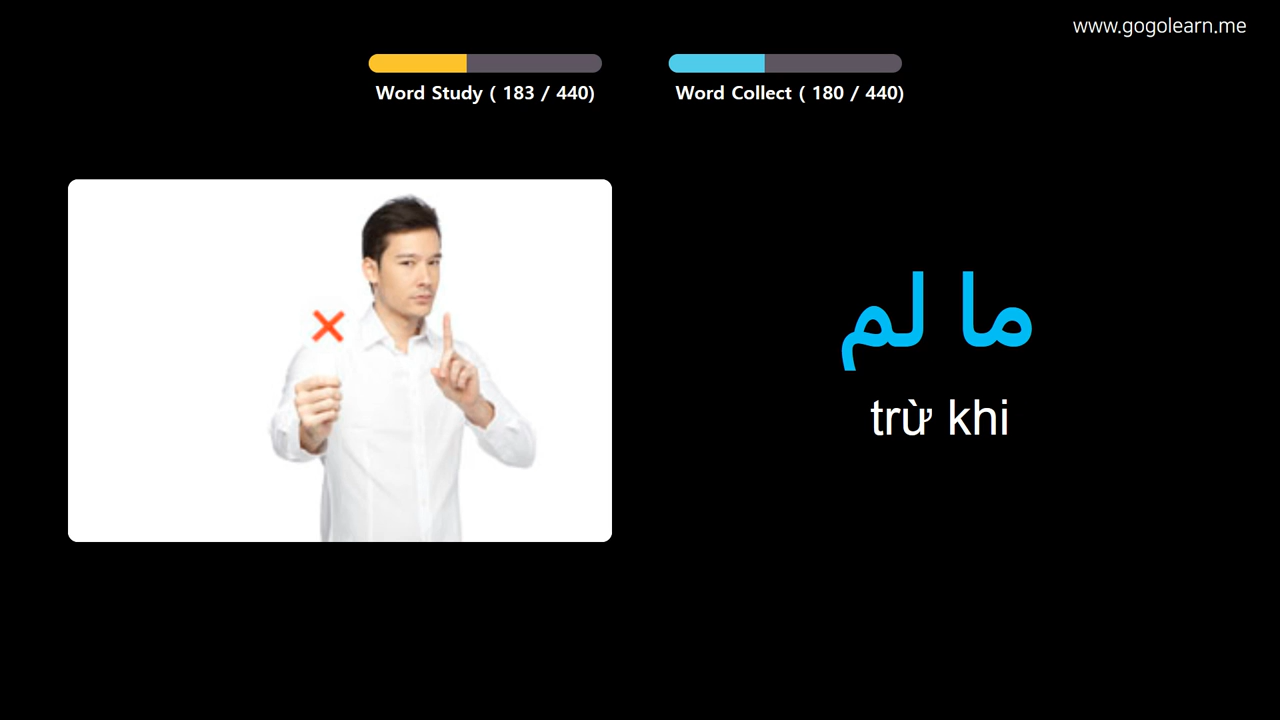 www.gogolearn.me
Word Study ( 183 / 440)
Word Collect ( 180 / 440)
ما لم
trừ khi